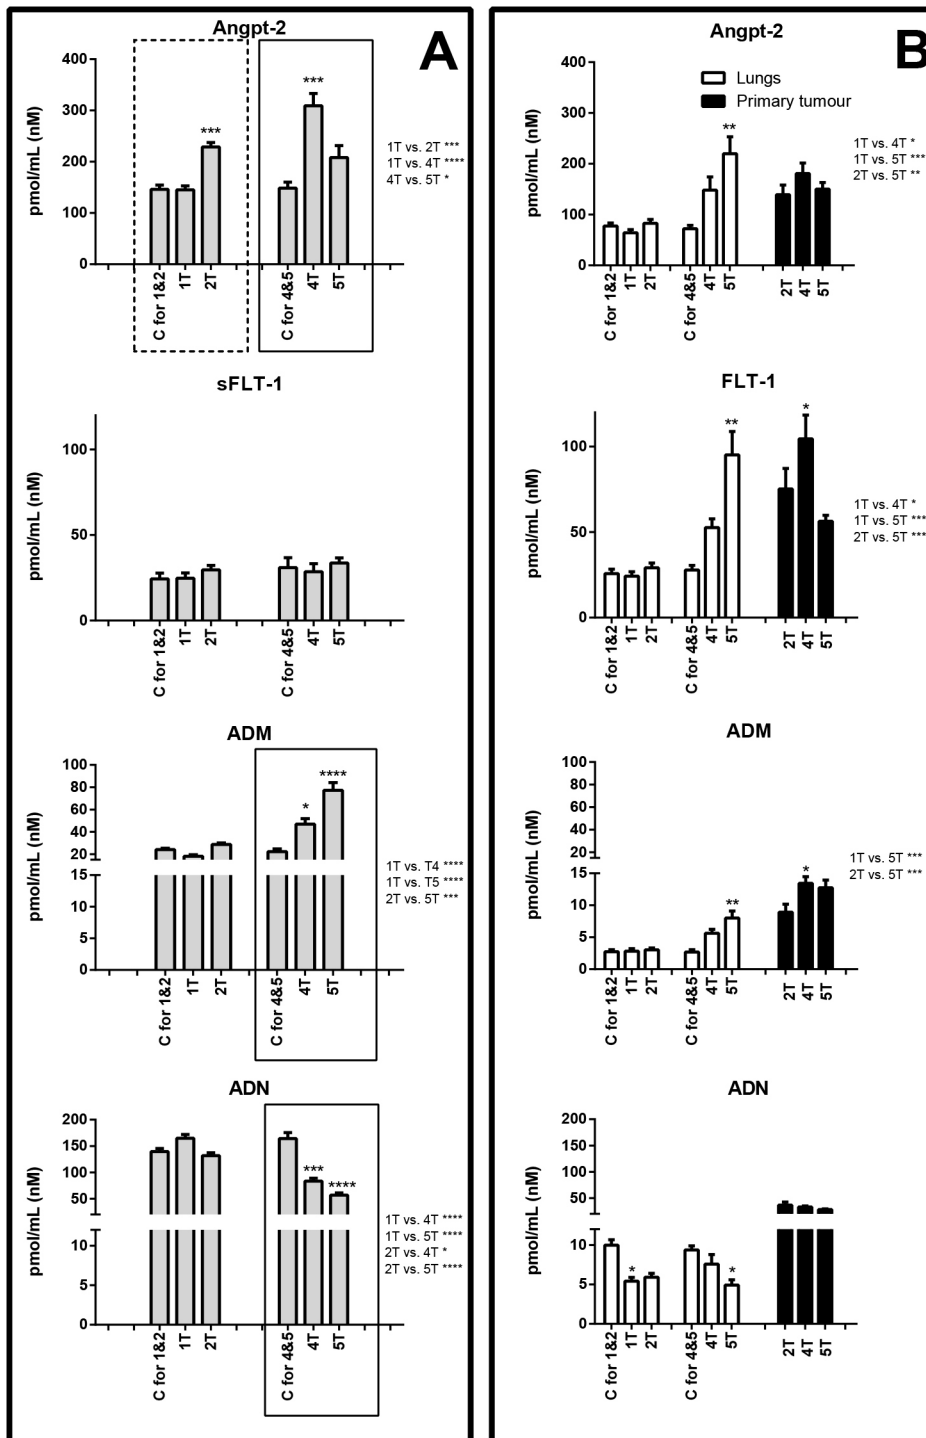 A
Angpt-2
pmol/mL (nM)
400
300
200
100
0
***
***
C for 1&2
1T
2T
C for 4&5
4T
5T
1T vs. 2T ***
1T vs. 4T ****
4T vs. 5T *
sFLT-1
pmol/mL (nM)
100
50
0
C for 1&2
1T
2T
C for 4&5
4T
5T
ADM
pmol/mL (nM)
100
80
60
40
20
15
10
5
0
*
****
C for 1&2
1T
2T
C for 4&5
4T
5T
1T vs. T4 ****
1T vs. T5 ****
2T vs. 5T ***
ADN
pmol/mL (nM)
200
150
100
50
10
5
0
***
****
C for 1&2
1T
2T
C for 4&5
4T
5T
1T vs. 4T ****
1T vs. 5T ****
2T vs. 4T *
2T vs. 5T ****
B
Angpt-2
Lungs
Primary tumour
pmol/mL (nM)
400
300
200
100
0
**
C for 1&2
1T
2T
C for 4&5
4T
5T
2T
4T
5T
1T vs. 4T *
1T vs. 5T ***
2T vs. 5T **
FLT-1
pmol/mL (nM)
100
50
0
**
*
C for 1&2
1T
2T
C for 4&5
4T
5T
2T
4T
5T
1T vs. 4T *
1T vs. 5T ***
2T vs. 5T ***
ADM
pmol/mL (nM)
100
80
60
40
20
15
10
5
0
**
*
C for 1&2
1T
2T
C for 4&5
4T
5T
2T
4T
5T
1T vs. 5T ***
2T vs. 5T ***
ADN
pmol/mL (nM)
200
150
100
50
10
5
0
*
*
C for 1&2
1T
2T
C for 4&5
4T
5T
2T
4T
5T